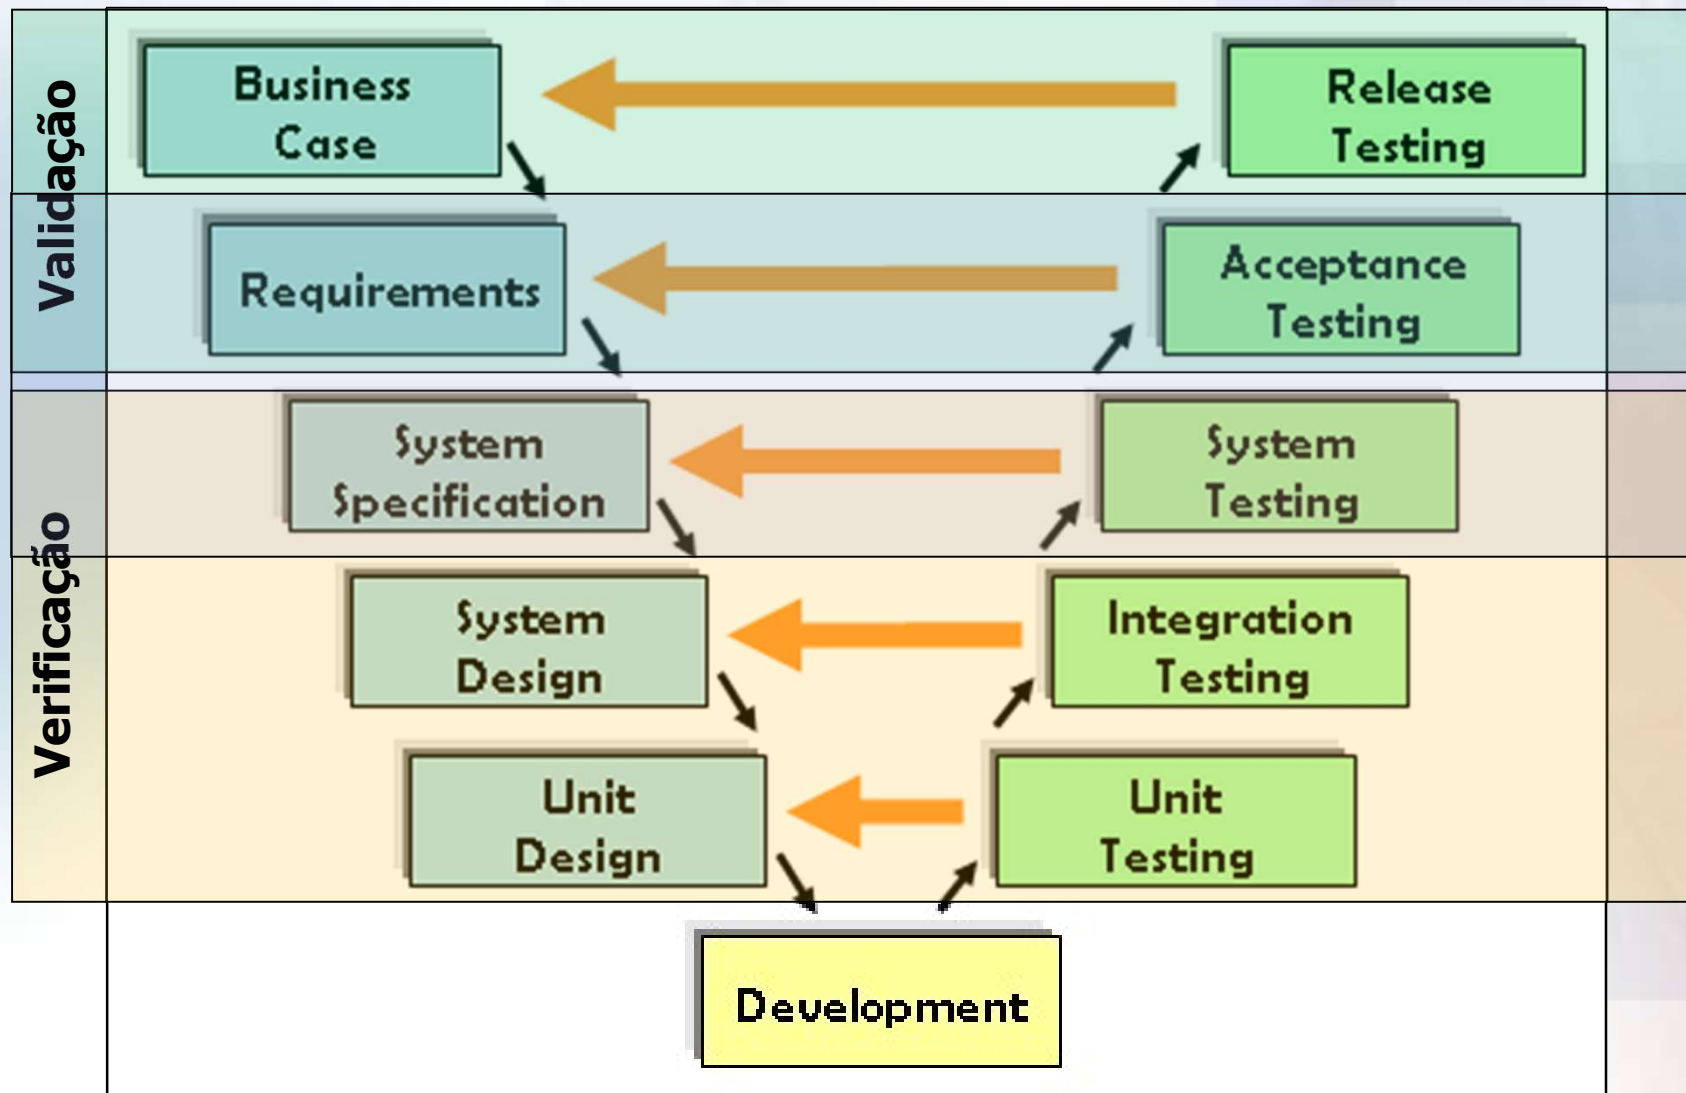 Validação
Business
Case
Release
Testing
Requirements
Acceptance
Testing
Verificação
System
Specification
System
Testing
System
Design
Integration
Testing
Unit
Design
Unit
Testing
Development